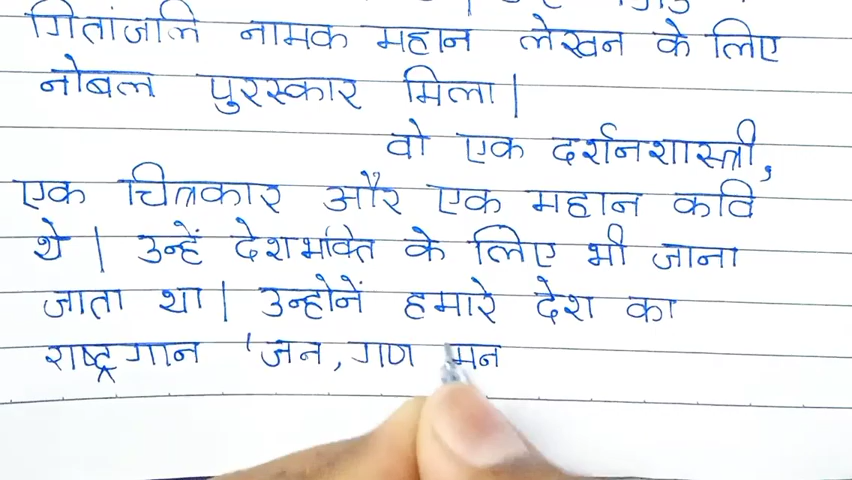 गितांजलि नामक महान लेखन के लिए
नोबल पुरस्कार मिला|
वो एक दर्शनशास्त्री,
एक चित्रकार और एक महान कवि
थे| उन्हें देशभक्ति के लिए भी जाना
जाता था| उन्होनें हमारे देश का
राष्ट्रगान 'जन, गण मन